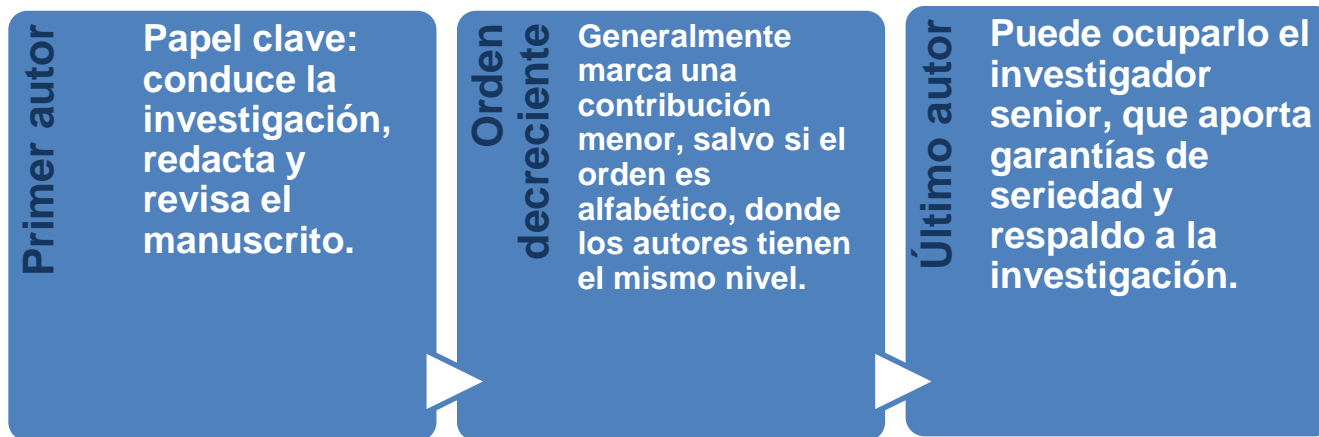 Primer autor
Papel clave:
conduce la
investigación,
redacta y
revisa el
manuscrito.
Orden
decreciente
Generalmente
marca una
contribución
menor, salvo si el
orden es
alfabético, donde
los autores tienen
el mismo nivel.
Último autor
Puede ocuparlo el
investigador
senior, que aporta
garantías de
seriedad y
respaldo a la
investigación.